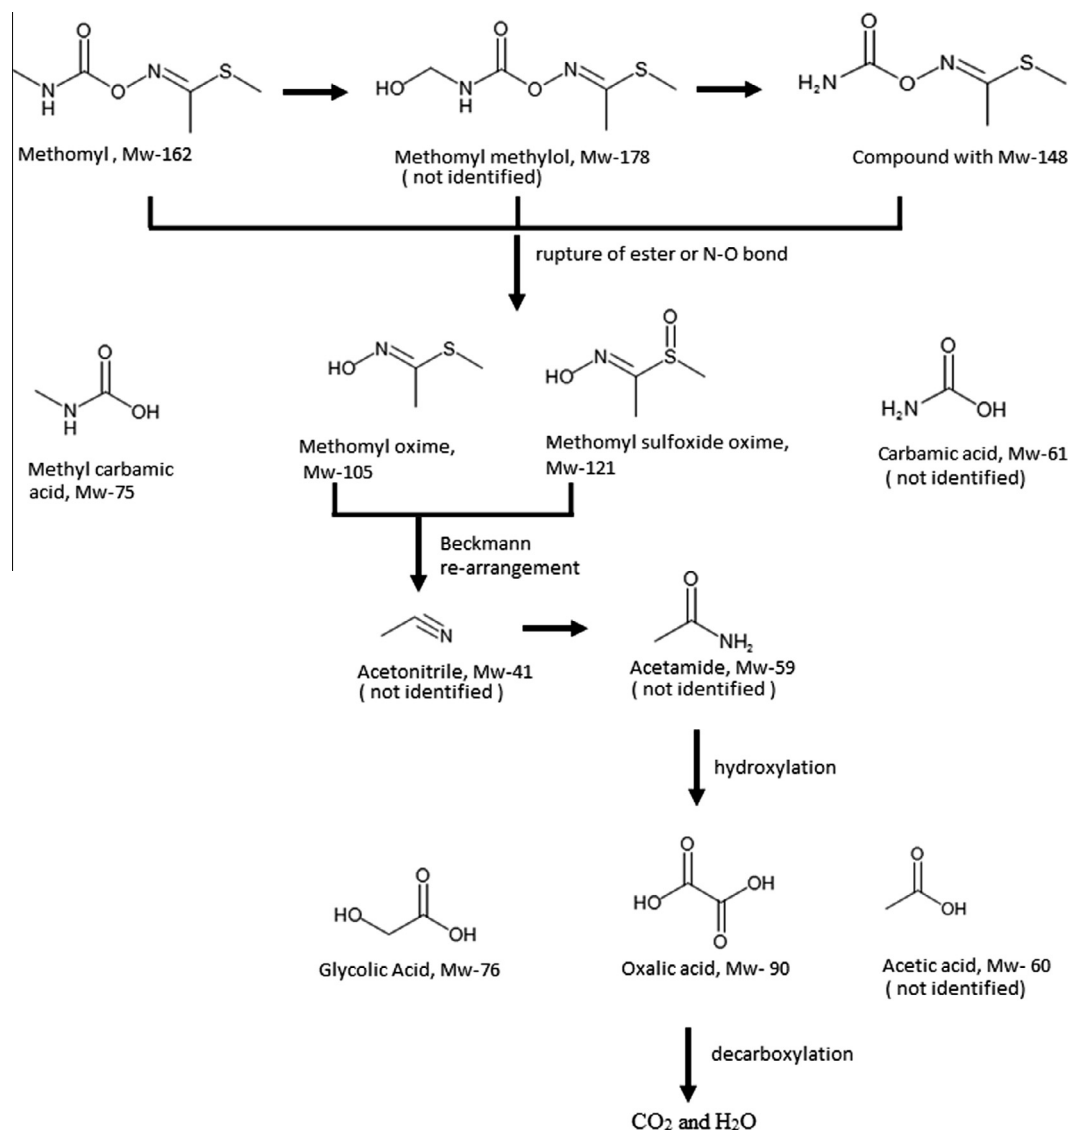 Methomyl , Mw-162
Methomyl methylol, Mw-178
( not identified)
Compound with Mw-148
rupture of ester or N-O bond
Methyl carbamic
acid, Mw-75
Methomyl oxime,
Mw-105
Methomyl sulfoxide oxime,
Mw-121
Carbamic acid, Mw-61
( not identified)
Beckmann
re-arrangement
Acetonitrile, Mw-41
( not identified )
Acetamide, Mw-59
( not identified )
hydroxylation
Glycolic Acid, Mw-76
Oxalic acid, Mw- 90
Acetic acid, Mw- 60
( not identified)
decarboxylation
CO2 and H2O
O
N
H
O
N
S
HO
N
H
O
O
N
S
H2N
O
O
N
S
N
H
O
OH
HO
N
S
HO
N
S
O
H2N
O
OH
N
O
NH2
HO
O
OH
HO
O
OH
O
O
OH